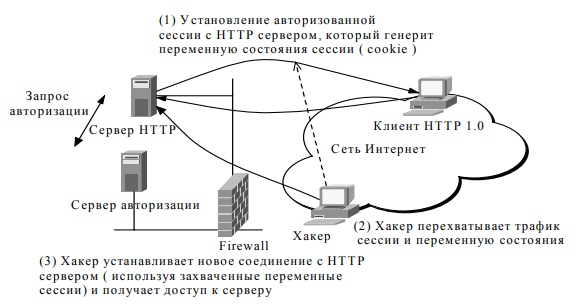 (1) Установление авторизованной
сессии с HTTP сервером, который генерит
переменную состояния сессии ( cookie )
Запрос
авторизации
Сервер HTTP
Клиент HTTP 1.0
Сеть Интернет
Сервер авторизации
Firewall
Хакер
(2) Хакер перехватывает трафик
сессии и переменную состояния
(3) Хакер устанавливает новое соединение с HTTP
сервером ( используя захваченные переменные
сессии) и получает доступ к серверу